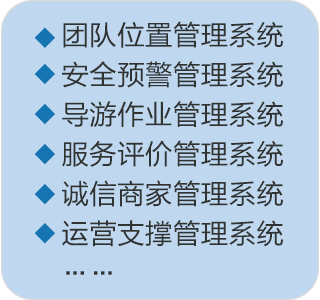 团队位置管理系统
安全预警管理系统
导游作业管理系统
服务评价管理系统
诚信商家管理系统
运营支撑管理系统
... ...